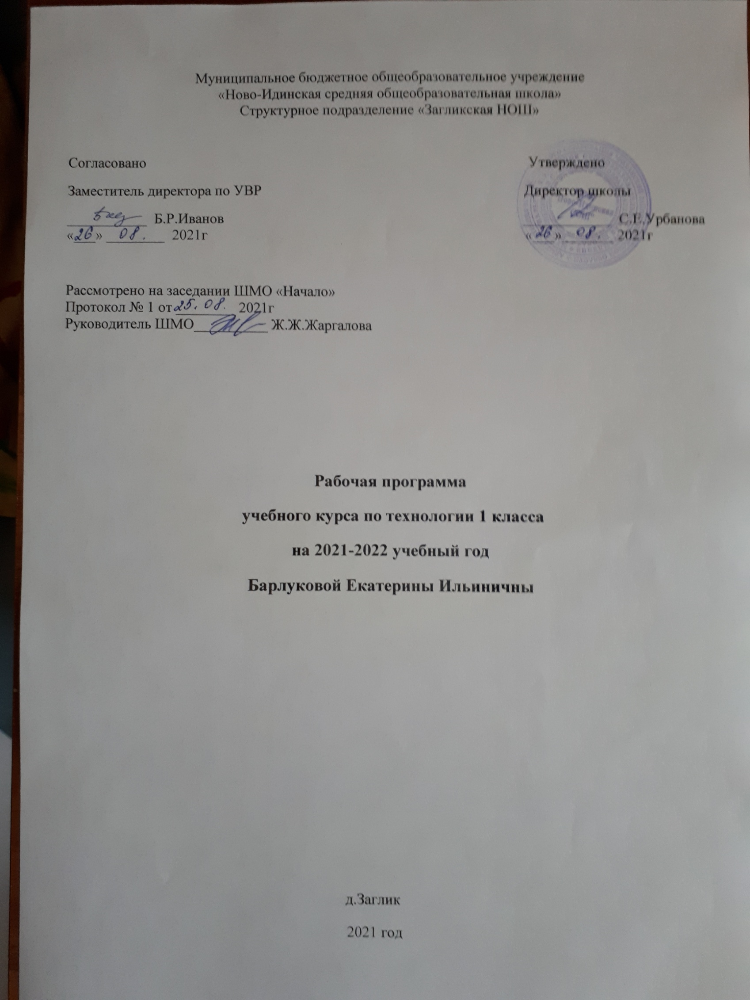 Муниципальное бюджетное общеобразовательное учреждение
«Ново-Идинская средняя общеобразовательная школа»
Структурное подразделение «Загликская НОШ»
Согласовано
Утверждено
Заместитель директора по УВР
Директор школы
Б.Р.Иванов
С.Е.Урбанова
«26» 08. 2021г
«26» 08. 2021г
Рассмотрено на заседании ШМО «Начало»
Протокол № 1 от 25.08. 2021г
Руководитель ШМО Ж.Ж.Жаргалова
Рабочая программа
учебного курса по технологии 1 класса
на 2021-2022 учебный год
Барлуковой Екатерины Ильиничны
д.Заглик
2021 год